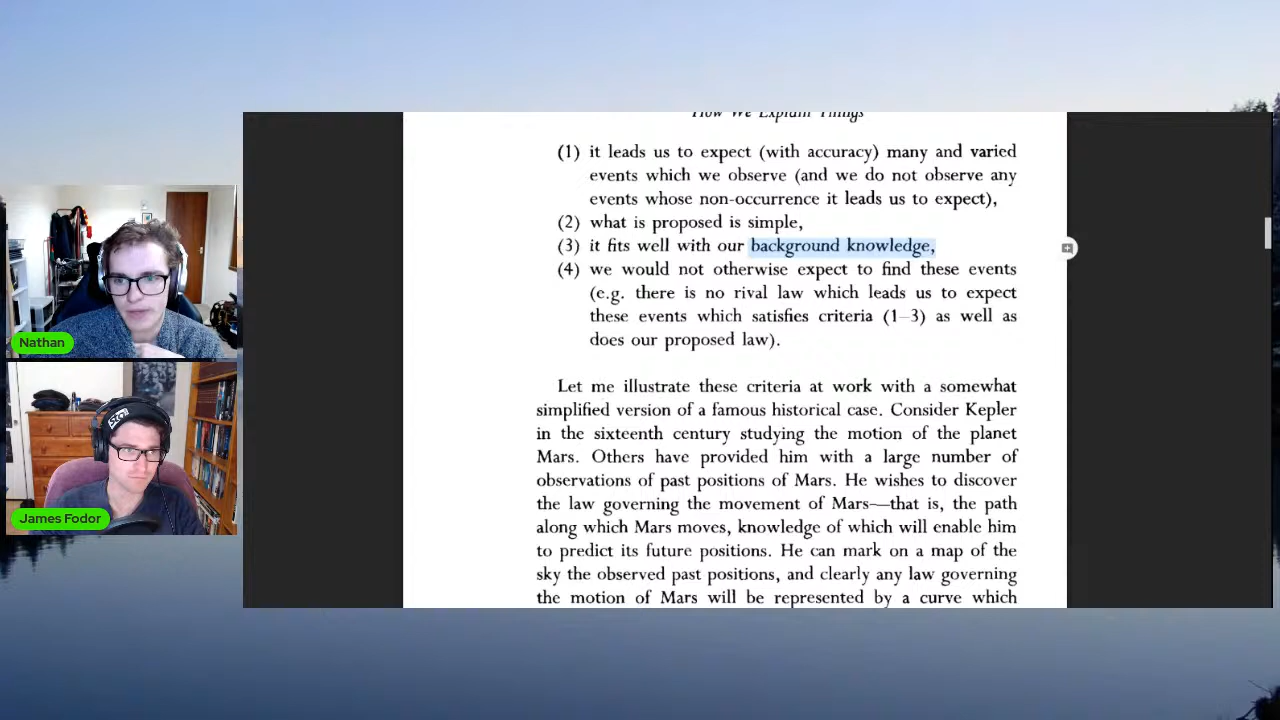 How We Explain Things
(1) it leads us to expect (with accuracy) many and varied
events which we observe (and we do not observe any
events whose non-occurrence it leads us to expect),
(2) what is proposed is simple,
(3) it fits well with our background knowledge,
(4) we would not otherwise expect to find these events
(e.g. there is no rival law which leads us to expect
these events which satisfies criteria (1–3) as well as
does our proposed law).
Let me illustrate these criteria at work with a somewhat
simplified version of a famous historical case. Consider Kepler
in the sixteenth century studying the motion of the planet
Mars. Others have provided him with a large number of
observations of past positions of Mars. He wishes to discover
the law governing the movement of Mars—that is, the path
along which Mars moves, knowledge of which will enable him
to predict its future positions. He can mark on a map of the
sky the observed past positions, and clearly any law governing
the motion of Mars will be represented by a curve which
Nathan
James Fodor